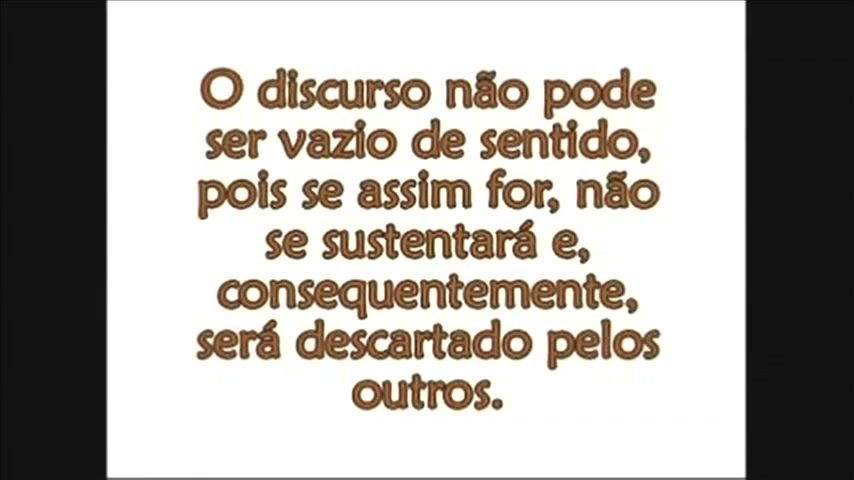 O discurso não pode
ser vazio de sentido,
pois se assim for, não
se sustentará e,
consequentemente,
será descartado pelos
outros.